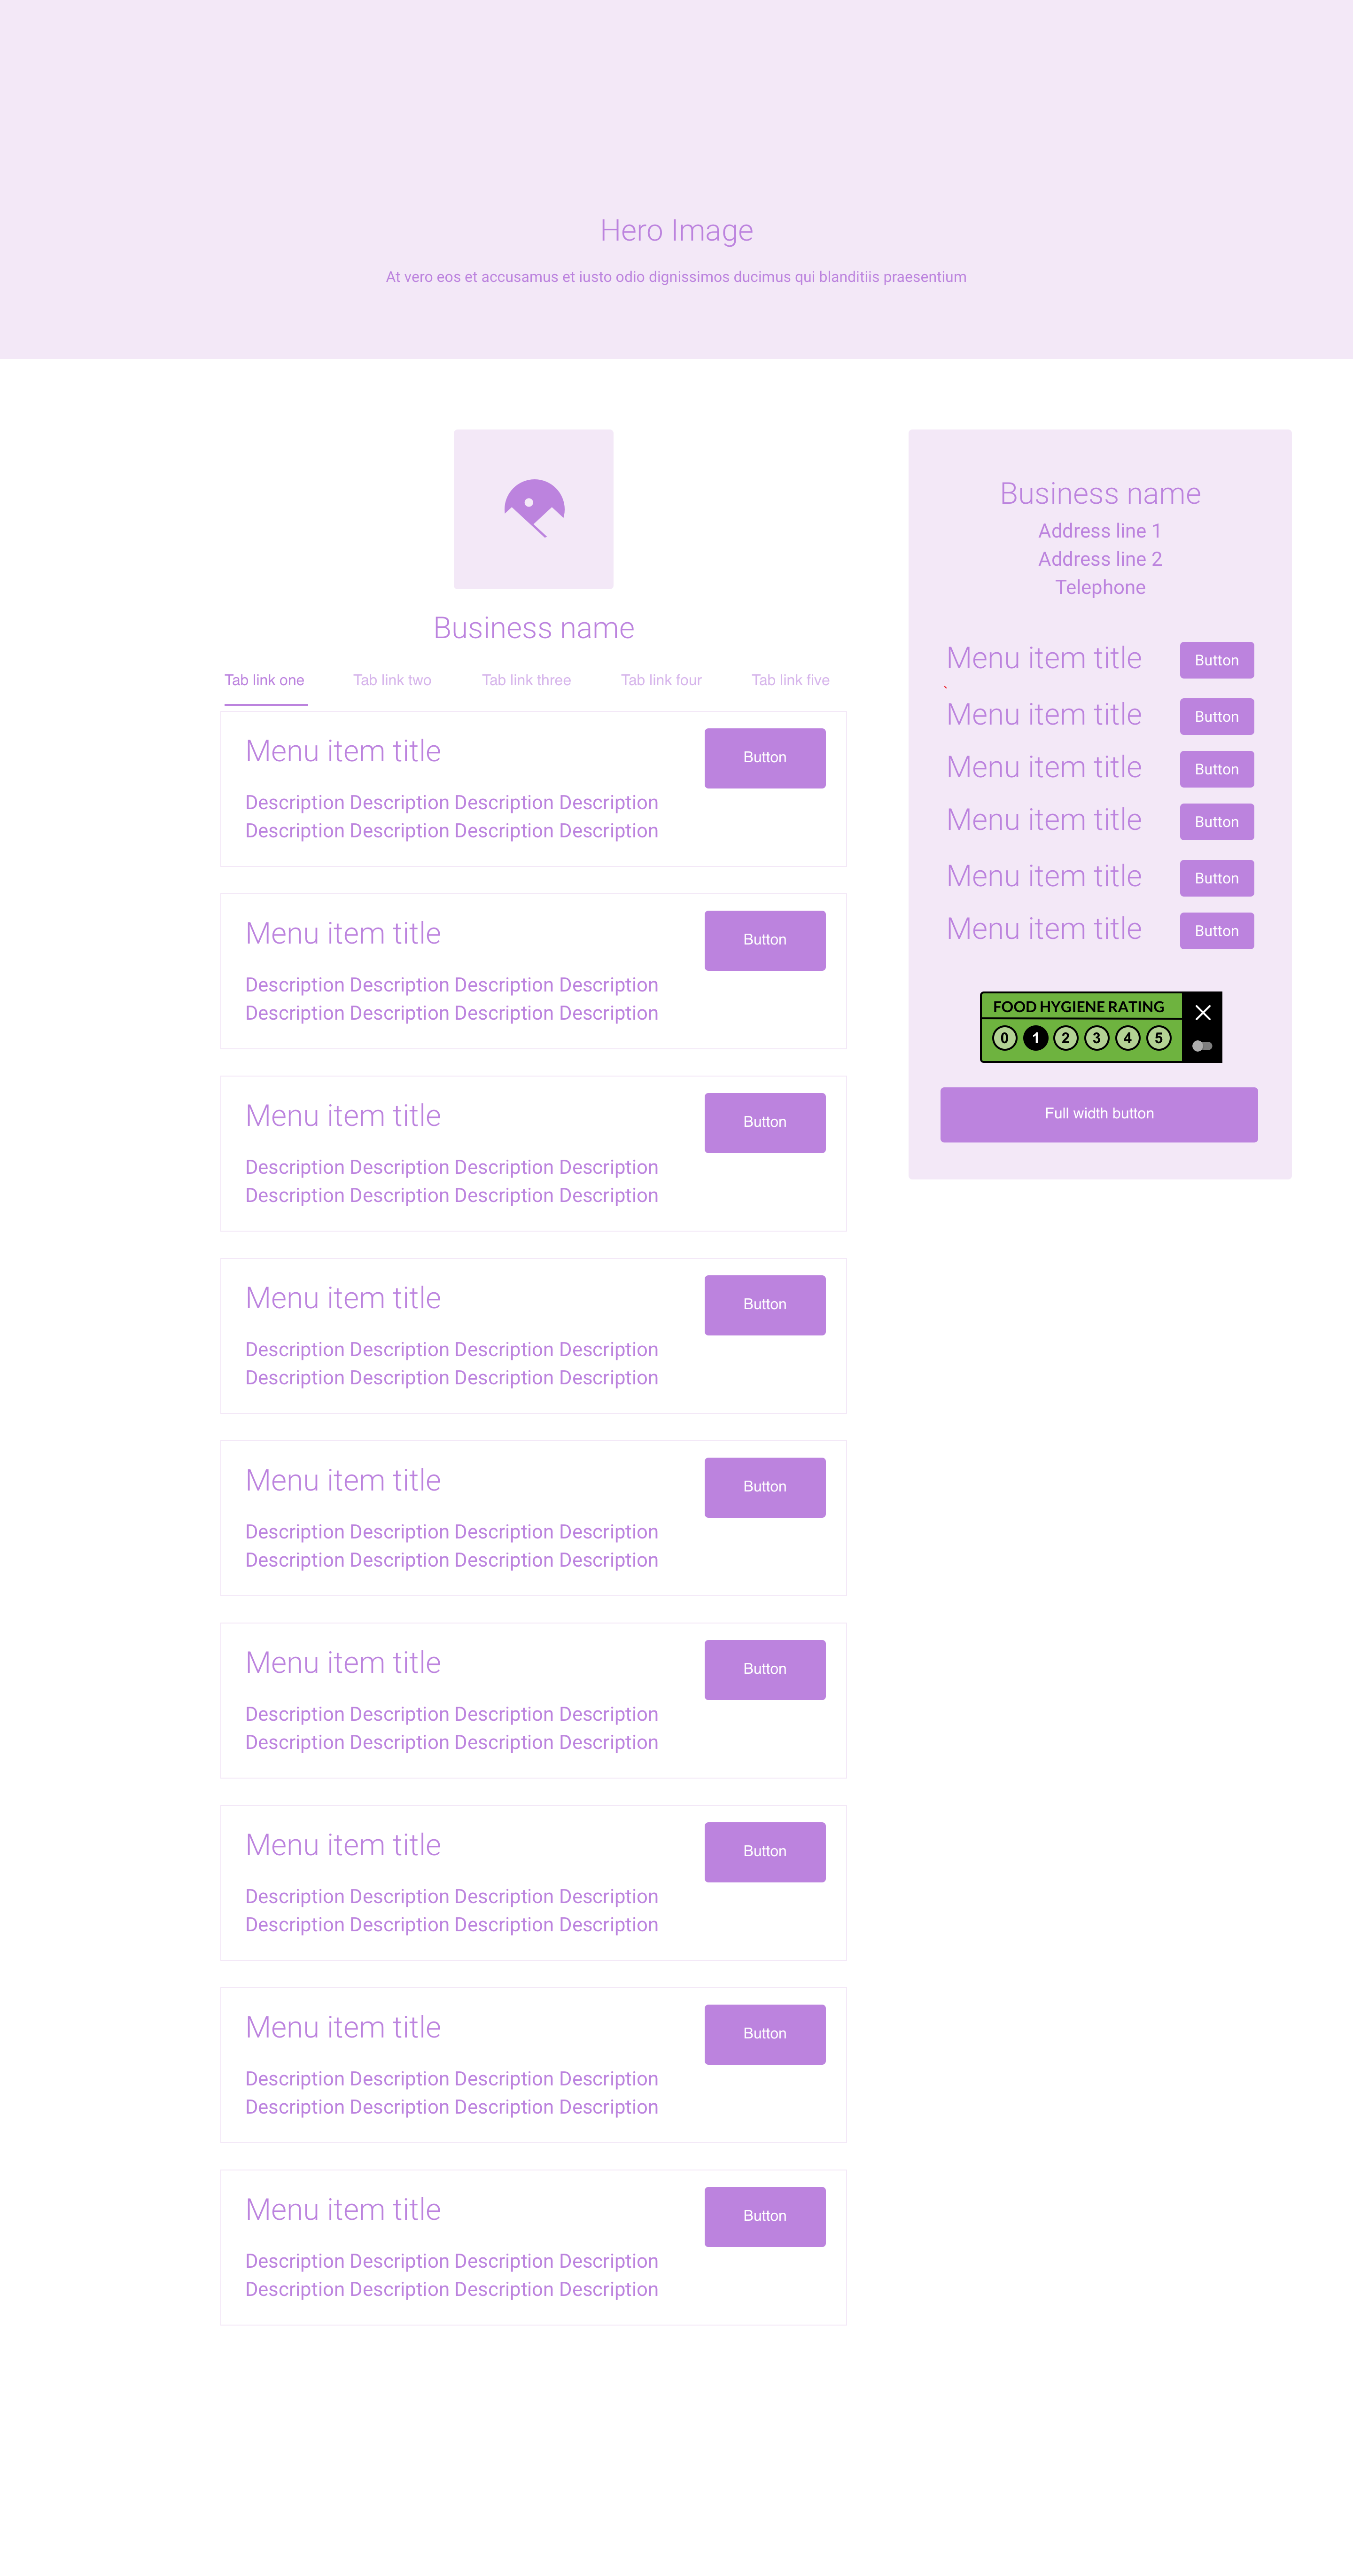 Hero Image
At vero eos et accusamus et iusto odio dignissimos ducimus qui blanditiis praesentium
Business name
Tab link one
Tab link two
Tab link three
Tab link four
Tab link five
Menu item title
Button
Description Description Description Description
Description Description Description Description
Menu item title
Button
Description Description Description Description
Description Description Description Description
Menu item title
Button
Description Description Description Description
Description Description Description Description
Menu item title
Button
Description Description Description Description
Description Description Description Description
Menu item title
Button
Description Description Description Description
Description Description Description Description
Menu item title
Button
Description Description Description Description
Description Description Description Description
Menu item title
Button
Description Description Description Description
Description Description Description Description
Menu item title
Button
Description Description Description Description
Description Description Description Description
Menu item title
Button
Description Description Description Description
Description Description Description Description
Business name
Address line 1
Address line 2
Telephone
Menu item title
Button
`
Menu item title
Button
Menu item title
Button
Menu item title
Button
Menu item title
Button
Menu item title
Button
FOOD HYGIENE RATING
0 1 2 3 4 5
Full width button